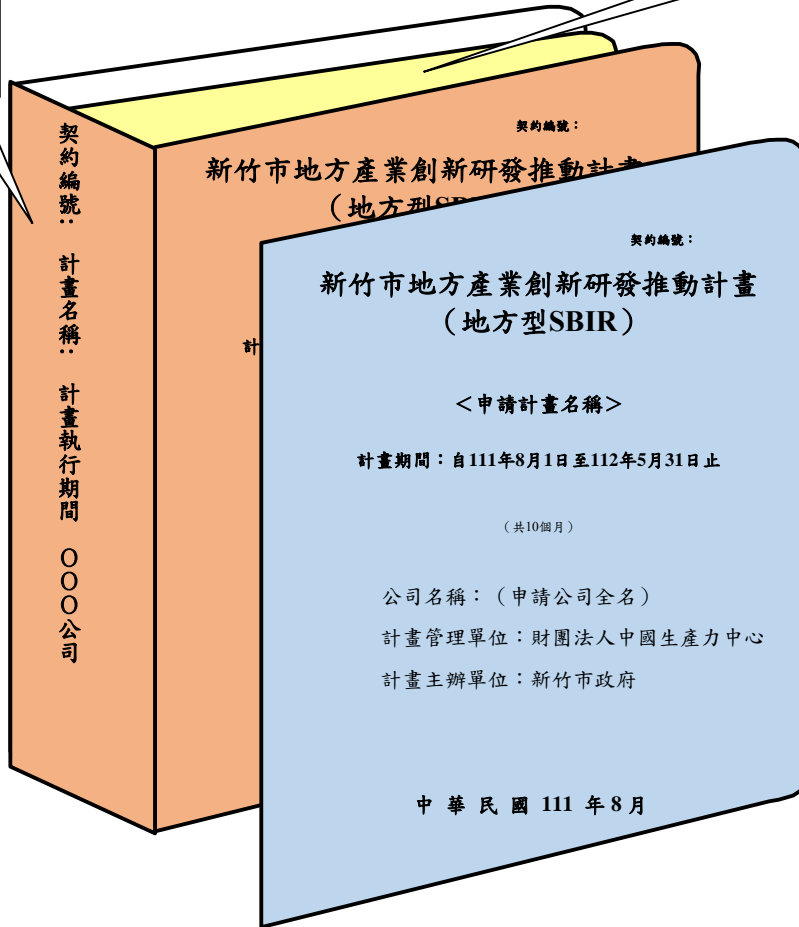 契約編號： 計畫名稱： 計畫執行期間 ＯＯＯ公司
契約編號：
新竹市地方產業創新研發推動計
（地方型
計
契約編號：
新竹市地方產業創新研發推動計畫
（地方型SBIR）
＜申請計畫名稱＞
計畫期間：自111年8月1日至112年5月31日止
（共10個月）
公司名稱：（申請公司全名）
計畫管理單位：財團法人中國生產力中心
計畫主辦單位：新竹市政府
中 華 民 國 111 年 8 月